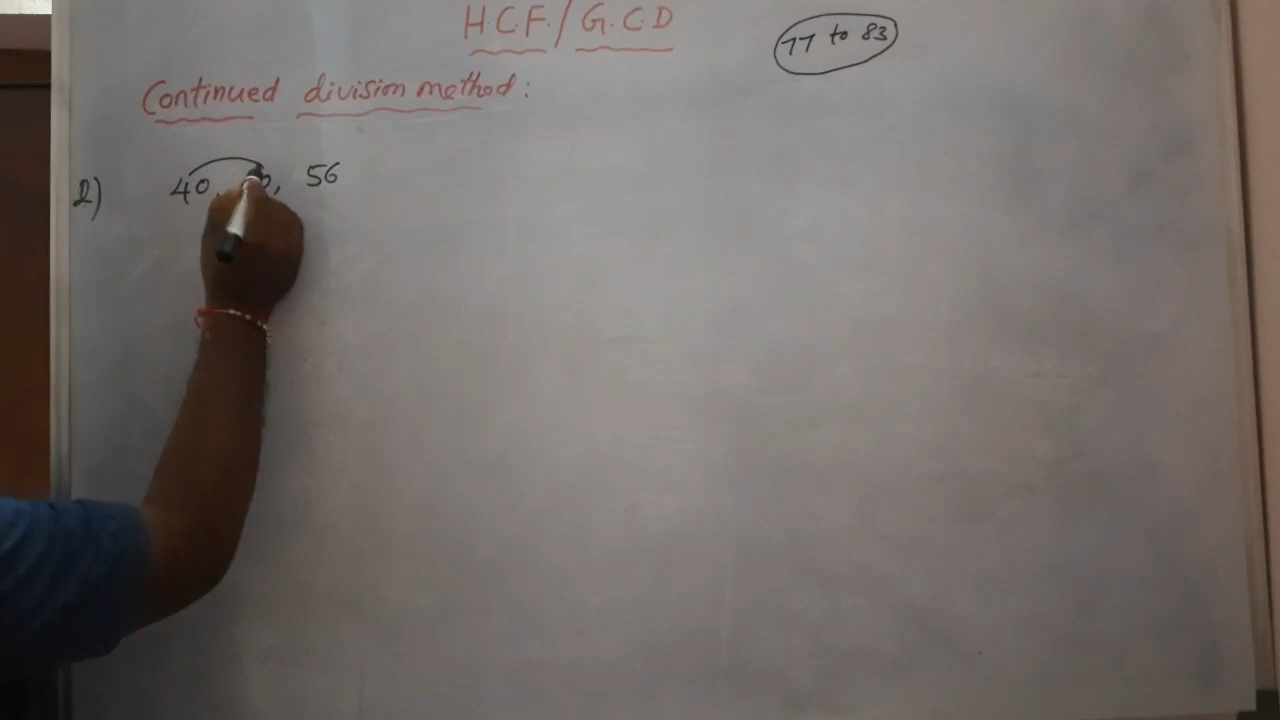 H.C.F./G.C.D
77 to 83
Continued division method:
2) 40, 56